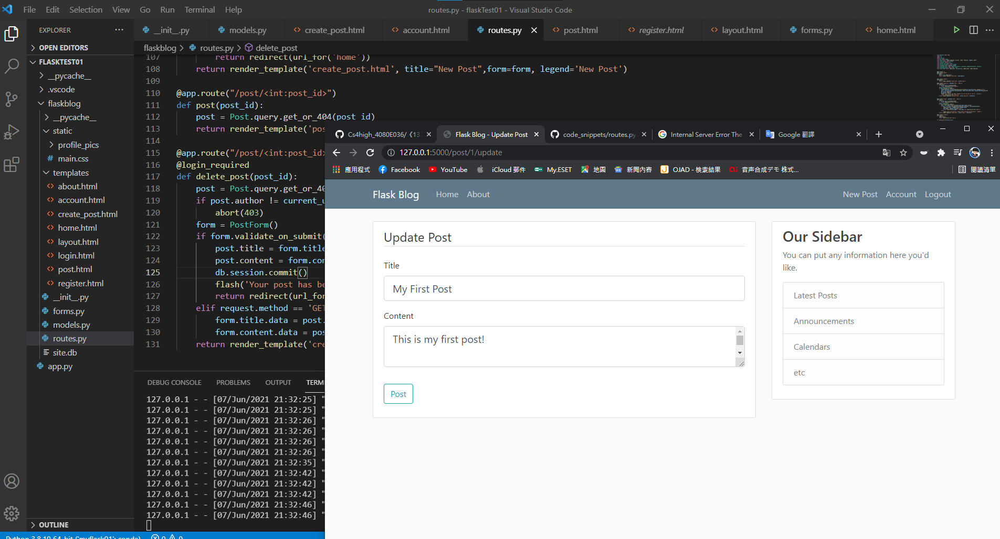 File Edit Selection View Go Run Terminal Help
routes.py - flaskTest01 - Visual Studio Code
EXPLORER
OPEN EDITORS
FLASKTEST01
__pycache__
.vscode
flaskblog
__pycache__
static
profile_pics
main.css
templates
about.html
account.html
create_post.html
home.html
layout.html
login.html
post.html
register.html
__init__.py
forms.py
models.py
routes.py
site.db
app.py
OUTLINE
__init__.py models.py create_post.html account.html routes.py post.html register.html layout.html forms.py home.html
flaskblog > routes.py > delete_post
107 return redirect(url_for('home'))
108 return render_template('create_post.html', title="New Post",form=form, legend='New Post')
109
110 @app.route("/post/<int:post_id>")
111 def post(post_id):
112 post = Post.query.get_or_404(post_id)
113 return render_template('pos
114
115 @app.route("/post/<int:post_id>
116 @login_required
117 def delete_post(post_id):
118 post = Post.query.get_or_40
119 if post.author != current_u
120 abort(403)
121 form = PostForm()
122 if form.validate_on_submit(
123 post.title = form.title
124 post.content = form.con
125 db.session.commit()
126 flash('Your post has be
127 return redirect(url_for
128 elif request.method == 'GET
129 form.title.data = post.
130 form.content.data = pos
131 return render_template('cre
DEBUG CONSOLE PROBLEMS OUTPUT TERMI
127.0.0.1 - - [07/Jun/2021 21:32:25] "
127.0.0.1 - - [07/Jun/2021 21:32:25] "
127.0.0.1 - - [07/Jun/2021 21:32:26] "
127.0.0.1 - - [07/Jun/2021 21:32:26] "
127.0.0.1 - - [07/Jun/2021 21:32:26] "
127.0.0.1 - - [07/Jun/2021 21:32:26] "
127.0.0.1 - - [07/Jun/2021 21:32:35] "
127.0.0.1 - - [07/Jun/2021 21:32:42] "
127.0.0.1 - - [07/Jun/2021 21:32:42] "
127.0.0.1 - - [07/Jun/2021 21:32:42] "
127.0.0.1 - - [07/Jun/2021 21:32:46] "
127.0.0.1 - - [07/Jun/2021 21:32:46] "
Python 3.8.10 64-bit ('myflask01': conda) 0 0
Cs4high_4080E036/《13 Flask Blog - Update Post code_snippets/routes.py Internal Server Error The Google 翻譯
127.0.0.1:5000/post/1/update
應用程式 Facebook YouTube iCloud 郵件 My.ESET 地圖 新聞內容 OJAD - 検索結果 音声合成デモ 株式... 閱讀清單
Flask Blog Home About New Post Account Logout
Update Post
Title
My First Post
Content
This is my first post!
Post
Our Sidebar
You can put any information here you'd
like.
Latest Posts
Announcements
Calendars
etc